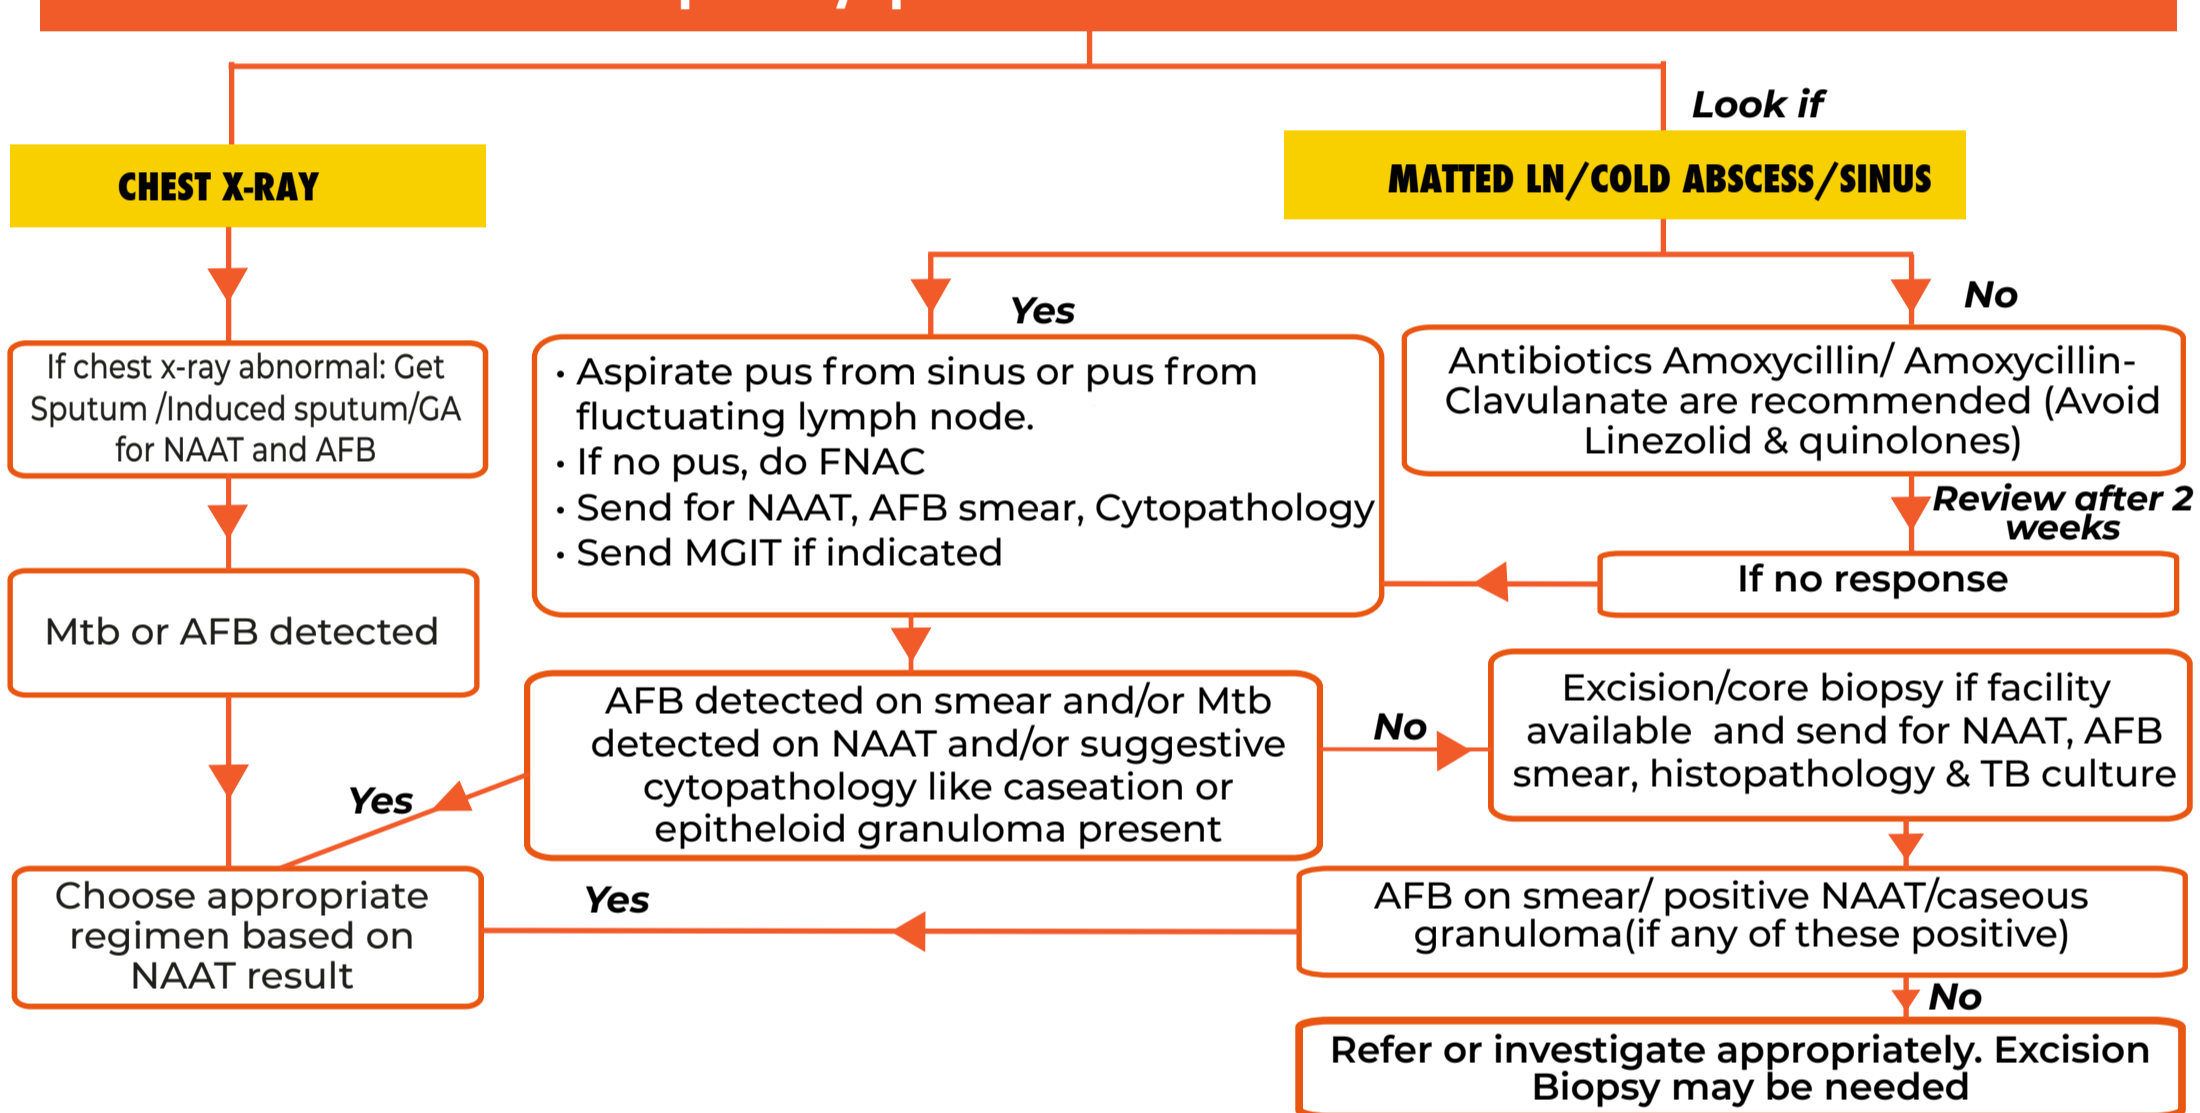 Look if
CHEST X-RAY
MATTED LN/COLD ABSCESS/SINUS
Yes
No
If chest x-ray abnormal: Get
Sputum /Induced sputum/GA
for NAAT and AFB
· Aspirate pus from sinus or pus from
fluctuating lymph node.
· If no pus, do FNAC
· Send for NAAT, AFB smear, Cytopathology
· Send MGIT if indicated
Antibiotics Amoxycillin/ Amoxycillin-
Clavulanate are recommended (Avoid
Linezolid & quinolones)
Review after 2
weeks
If no response
Mtb or AFB detected
AFB detected on smear and/or Mtb
detected on NAAT and/or suggestive
cytopathology like caseation or
epitheloid granuloma present
No
Excision/core biopsy if facility
available and send for NAAT, AFB
smear, histopathology & TB culture
Yes
Choose appropriate
regimen based on
NAAT result
Yes
AFB on smear/ positive NAAT/caseous
granuloma(if any of these positive)
No
Refer or investigate appropriately. Excision
Biopsy may be needed